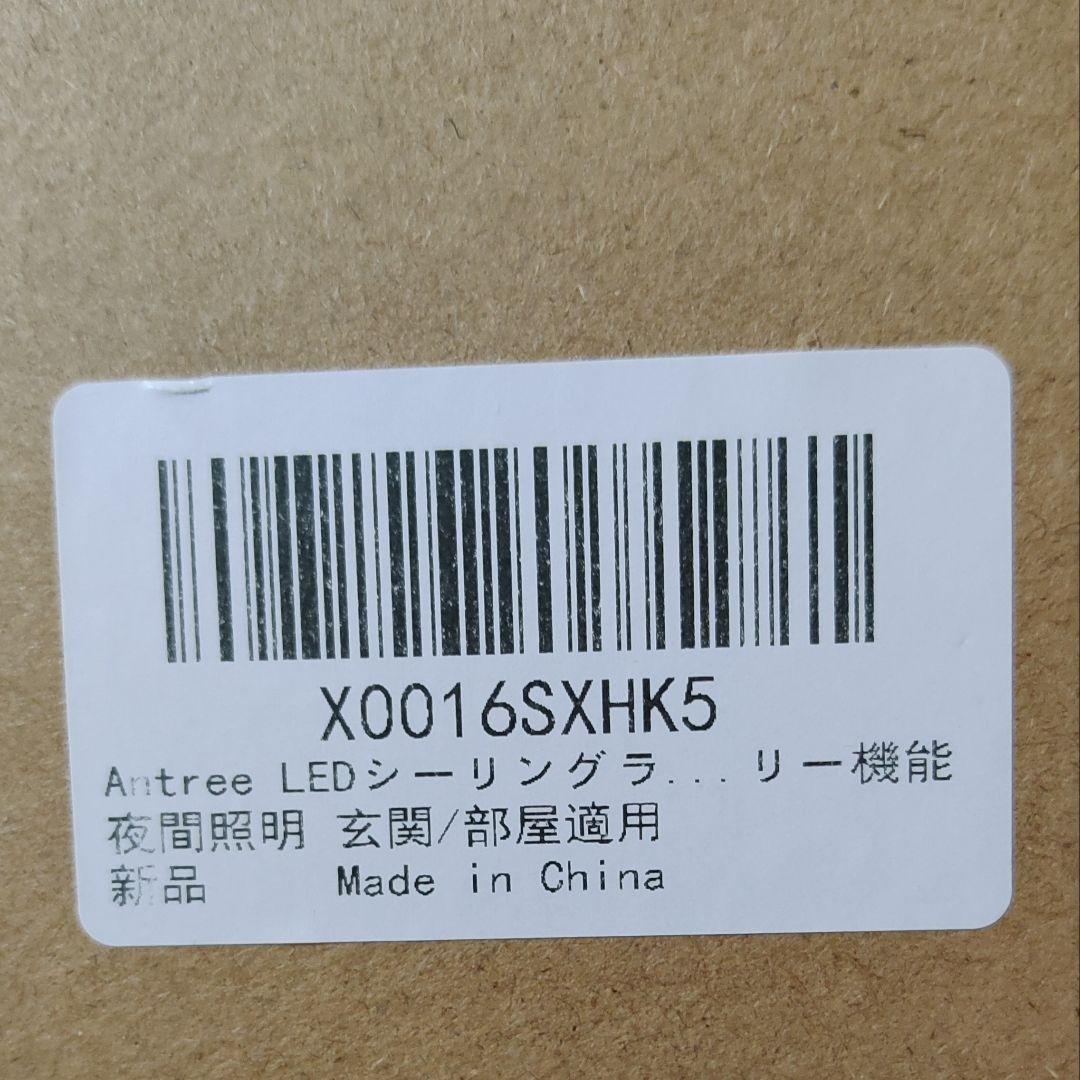 X0016SXHK5
Antree LEDシーリングラ...リー機能
夜間照明 玄関/部屋適用
新品 Made in China